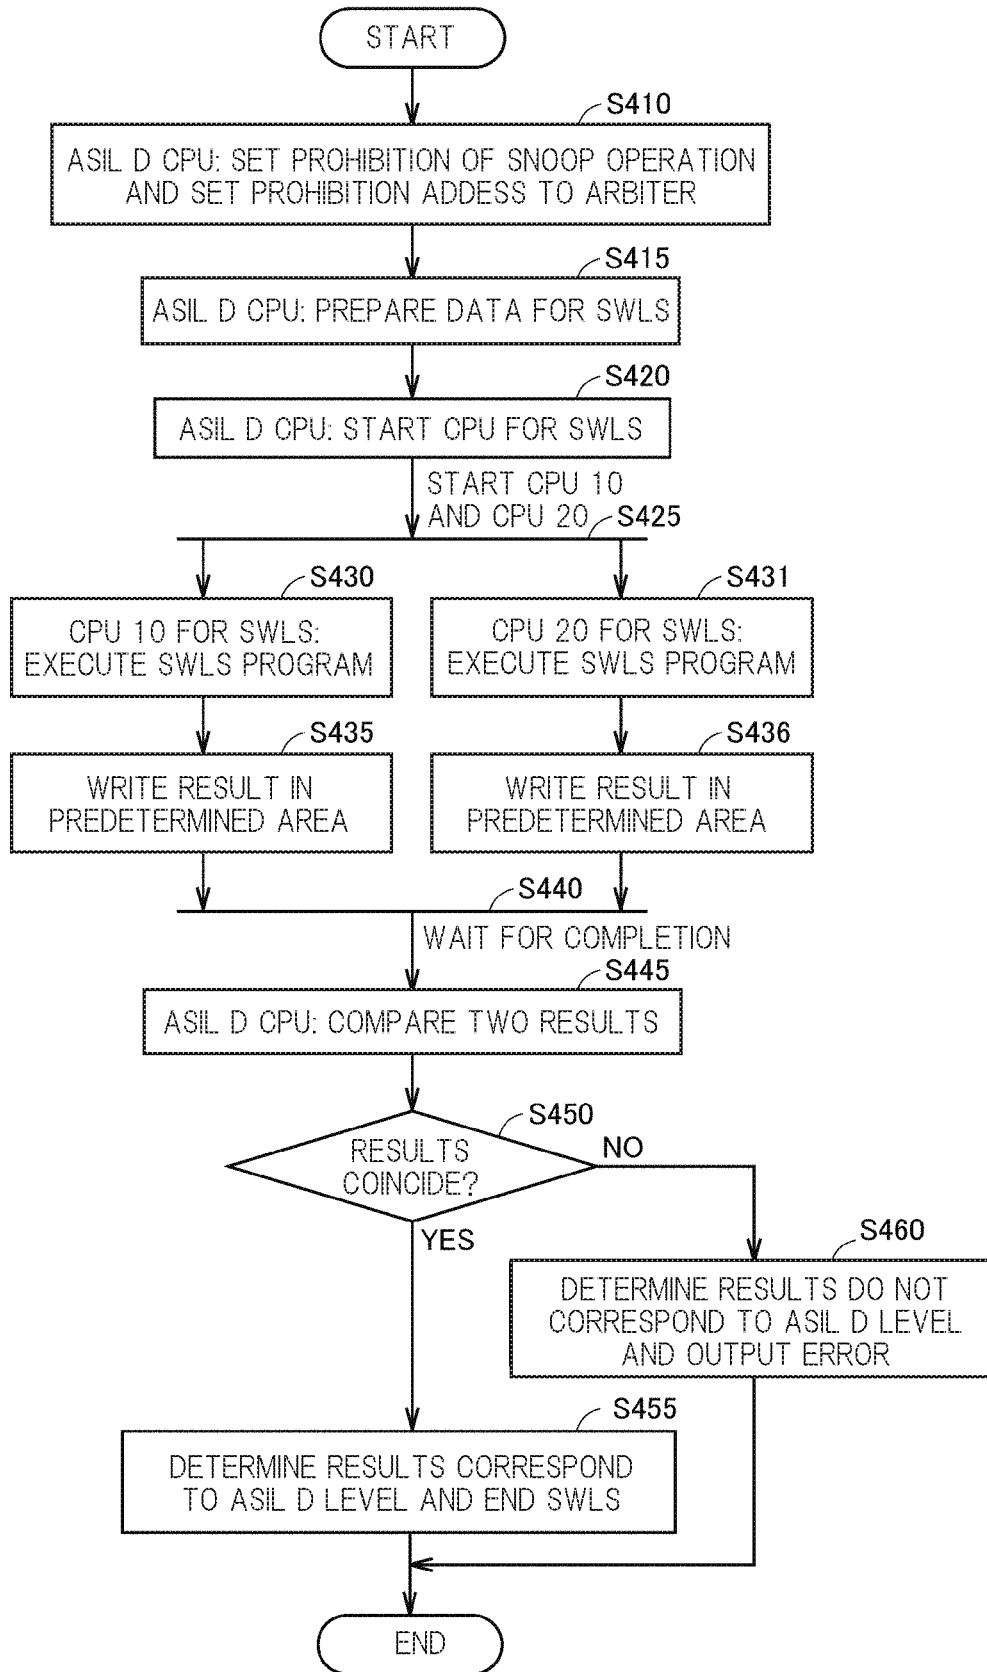 START
S410
ASIL D CPU: SET PROHIBITION OF SNOOP OPERATION
AND SET PROHIBITION ADDESS TO ARBITER
S415
ASIL D CPU: PREPARE DATA FOR SWLS
S420
ASIL D CPU: START CPU FOR SWLS
START CPU 10
AND CPU 20
S425
S430
CPU 10 FOR SWLS:
EXECUTE SWLS PROGRAM
S431
CPU 20 FOR SWLS:
EXECUTE SWLS PROGRAM
S435
WRITE RESULT IN
PREDETERMINED AREA
S436
WRITE RESULT IN
PREDETERMINED AREA
S440
WAIT FOR COMPLETION
S445
ASIL D CPU: COMPARE TWO RESULTS
S450
RESULTS
COINCIDE?
NO
YES
S460
DETERMINE RESULTS DO NOT
CORRESPOND TO ASIL D LEVEL
AND OUTPUT ERROR
S455
DETERMINE RESULTS CORRESPOND
TO ASIL D LEVEL AND END SWLS
END